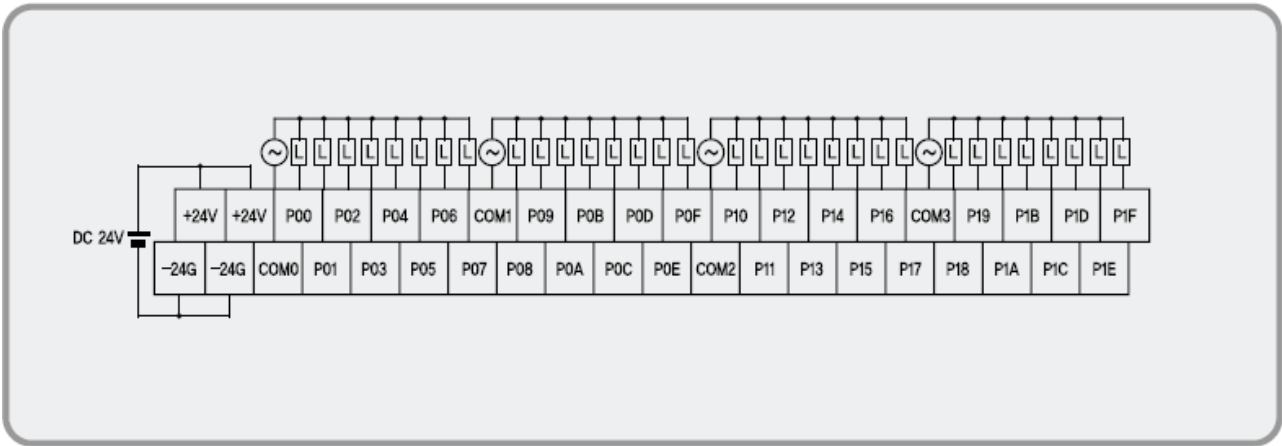 ~ L L L L L L L L ~ L L L L L L L L ~ L L L L L L L L ~ L L L L L L L L
+24V +24V P00 P02 P04 P06 COM1 P09 P0B P0D P0F P10 P12 P14 P16 COM3 P19 P1B P1D P1F
DC 24V
-24G -24G COM0 P01 P03 P05 P07 P08 P0A P0C P0E COM2 P11 P13 P15 P17 P18 P1A P1C P1E